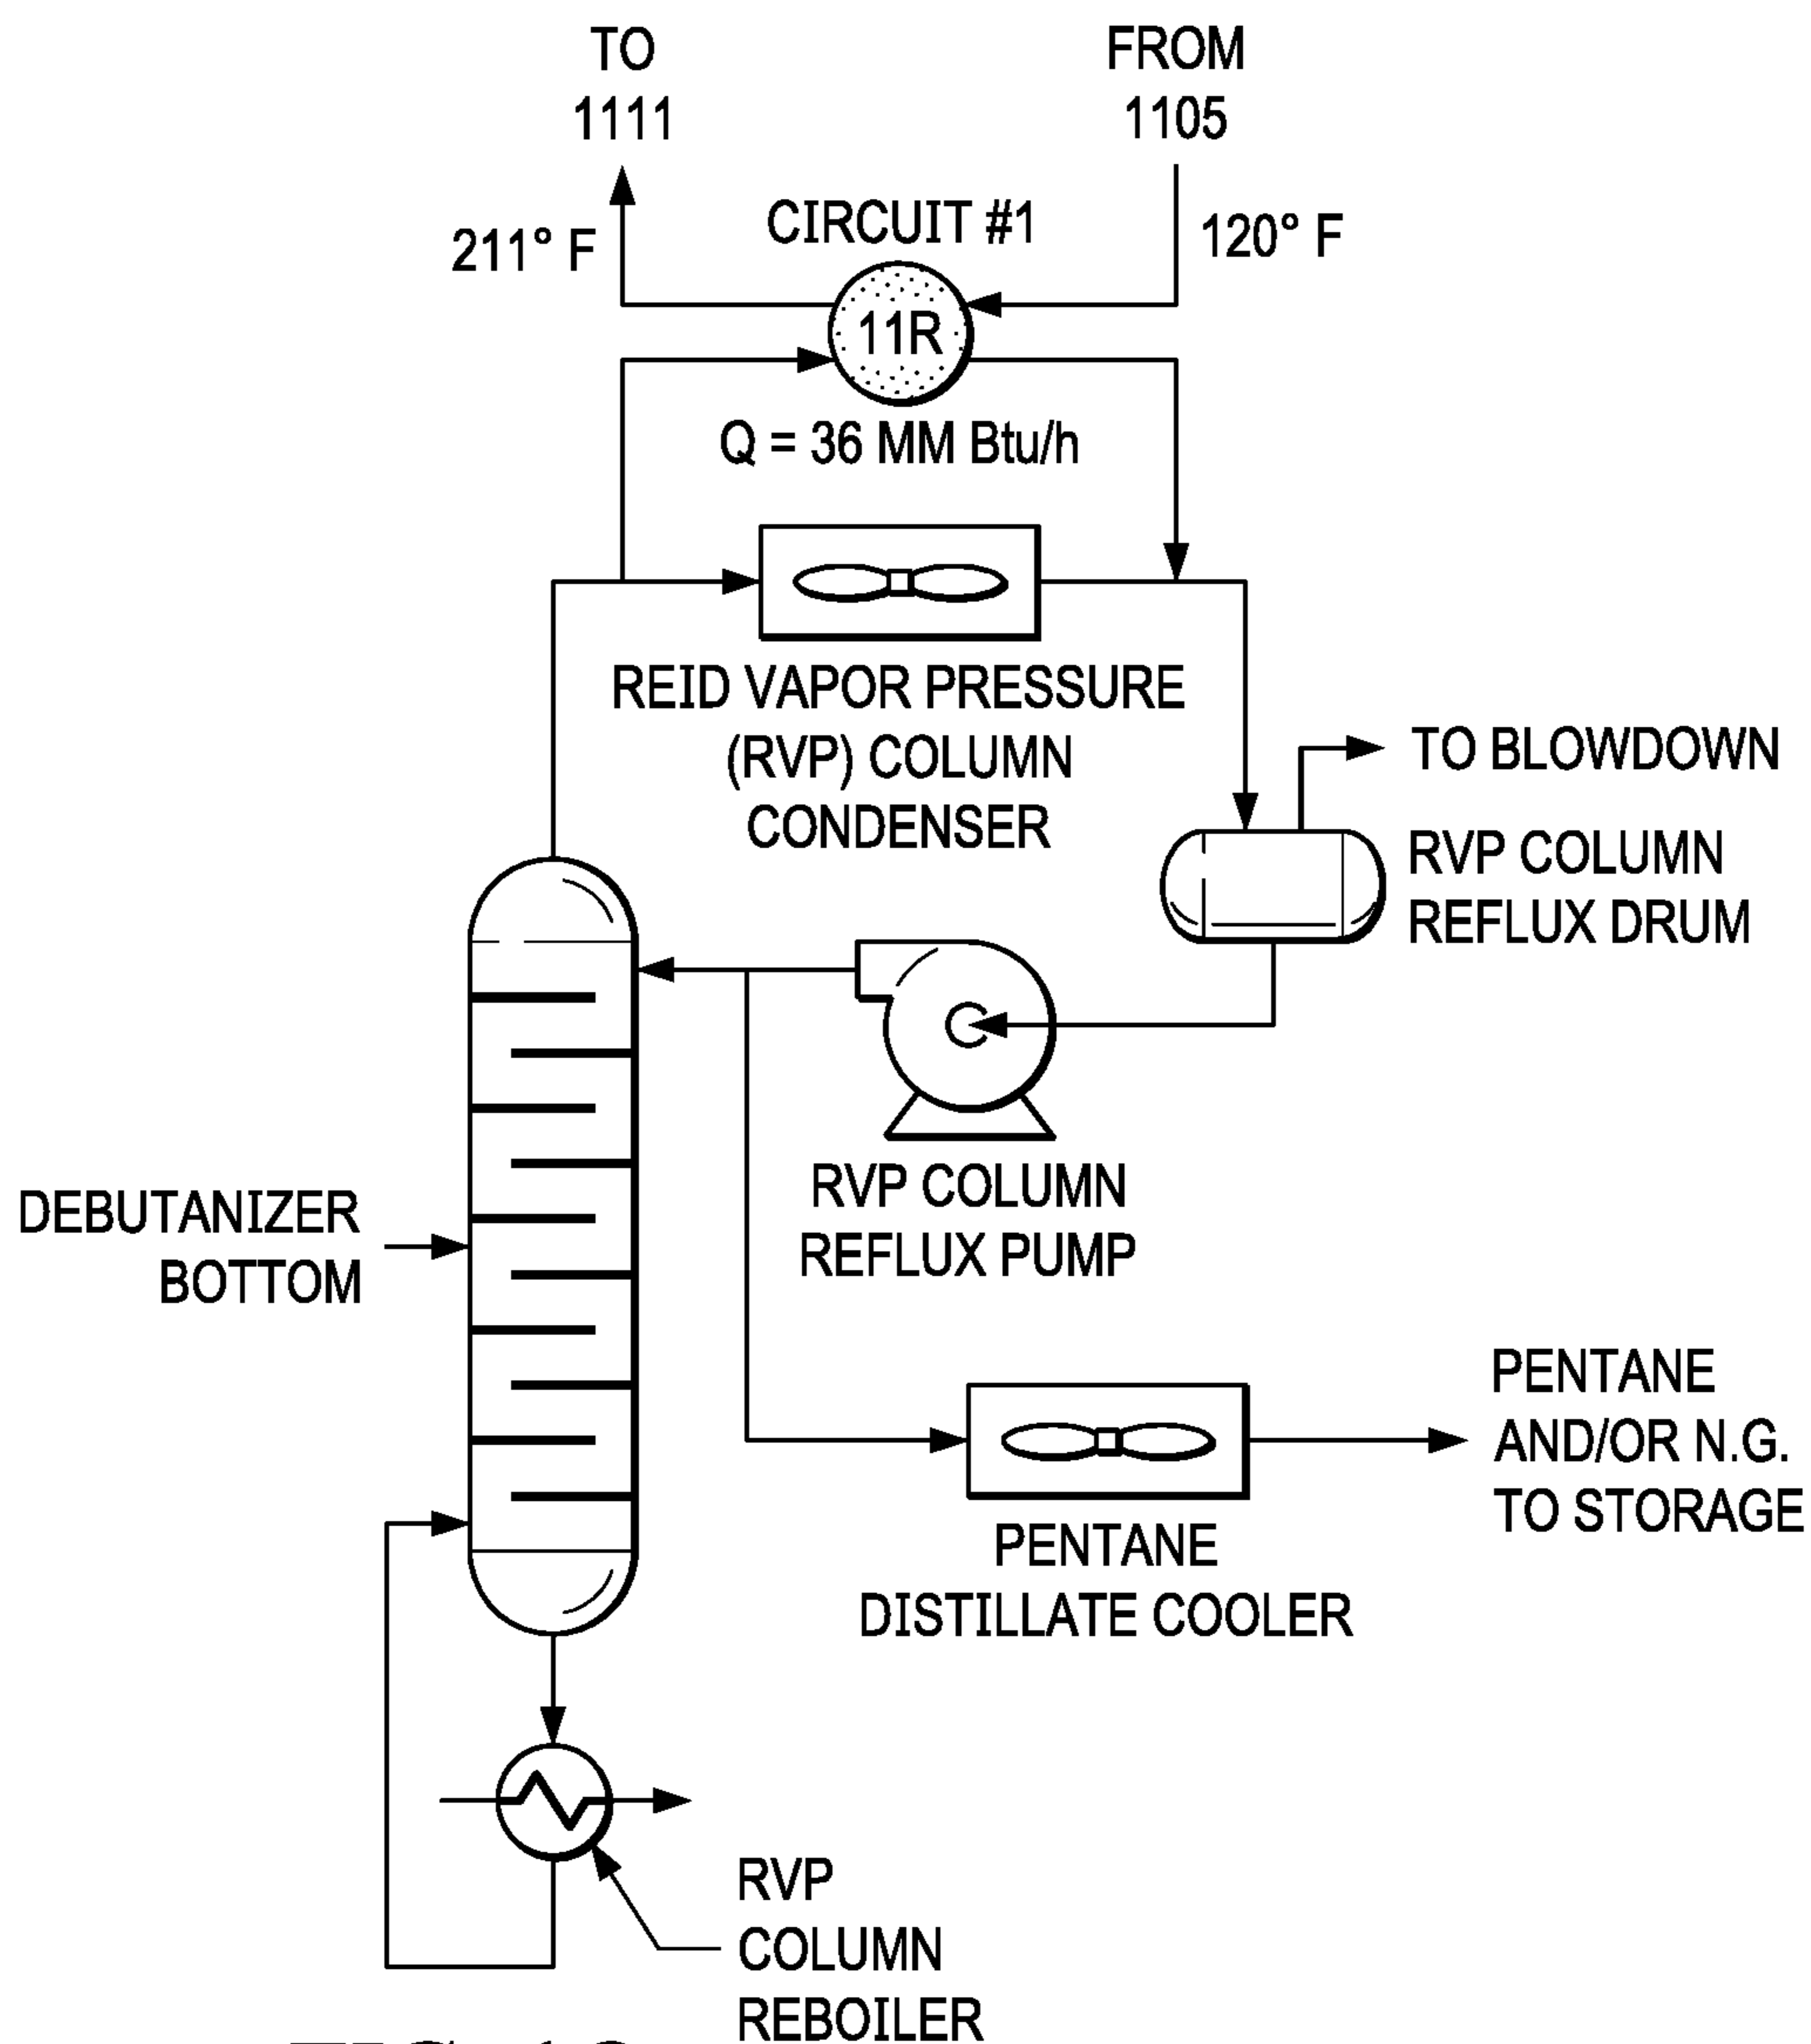 TO
1111
FROM
1105
211° F
CIRCUIT #1
120° F
11R
Q = 36 MM Btu/h
REID VAPOR PRESSURE
(RVP) COLUMN
CONDENSER
TO BLOWDOWN
RVP COLUMN
REFLUX DRUM
RVP COLUMN
REFLUX PUMP
DEBUTANIZER
BOTTOM
PENTANE
AND/OR N.G.
TO STORAGE
PENTANE
DISTILLATE COOLER
RVP
COLUMN
REBOILER